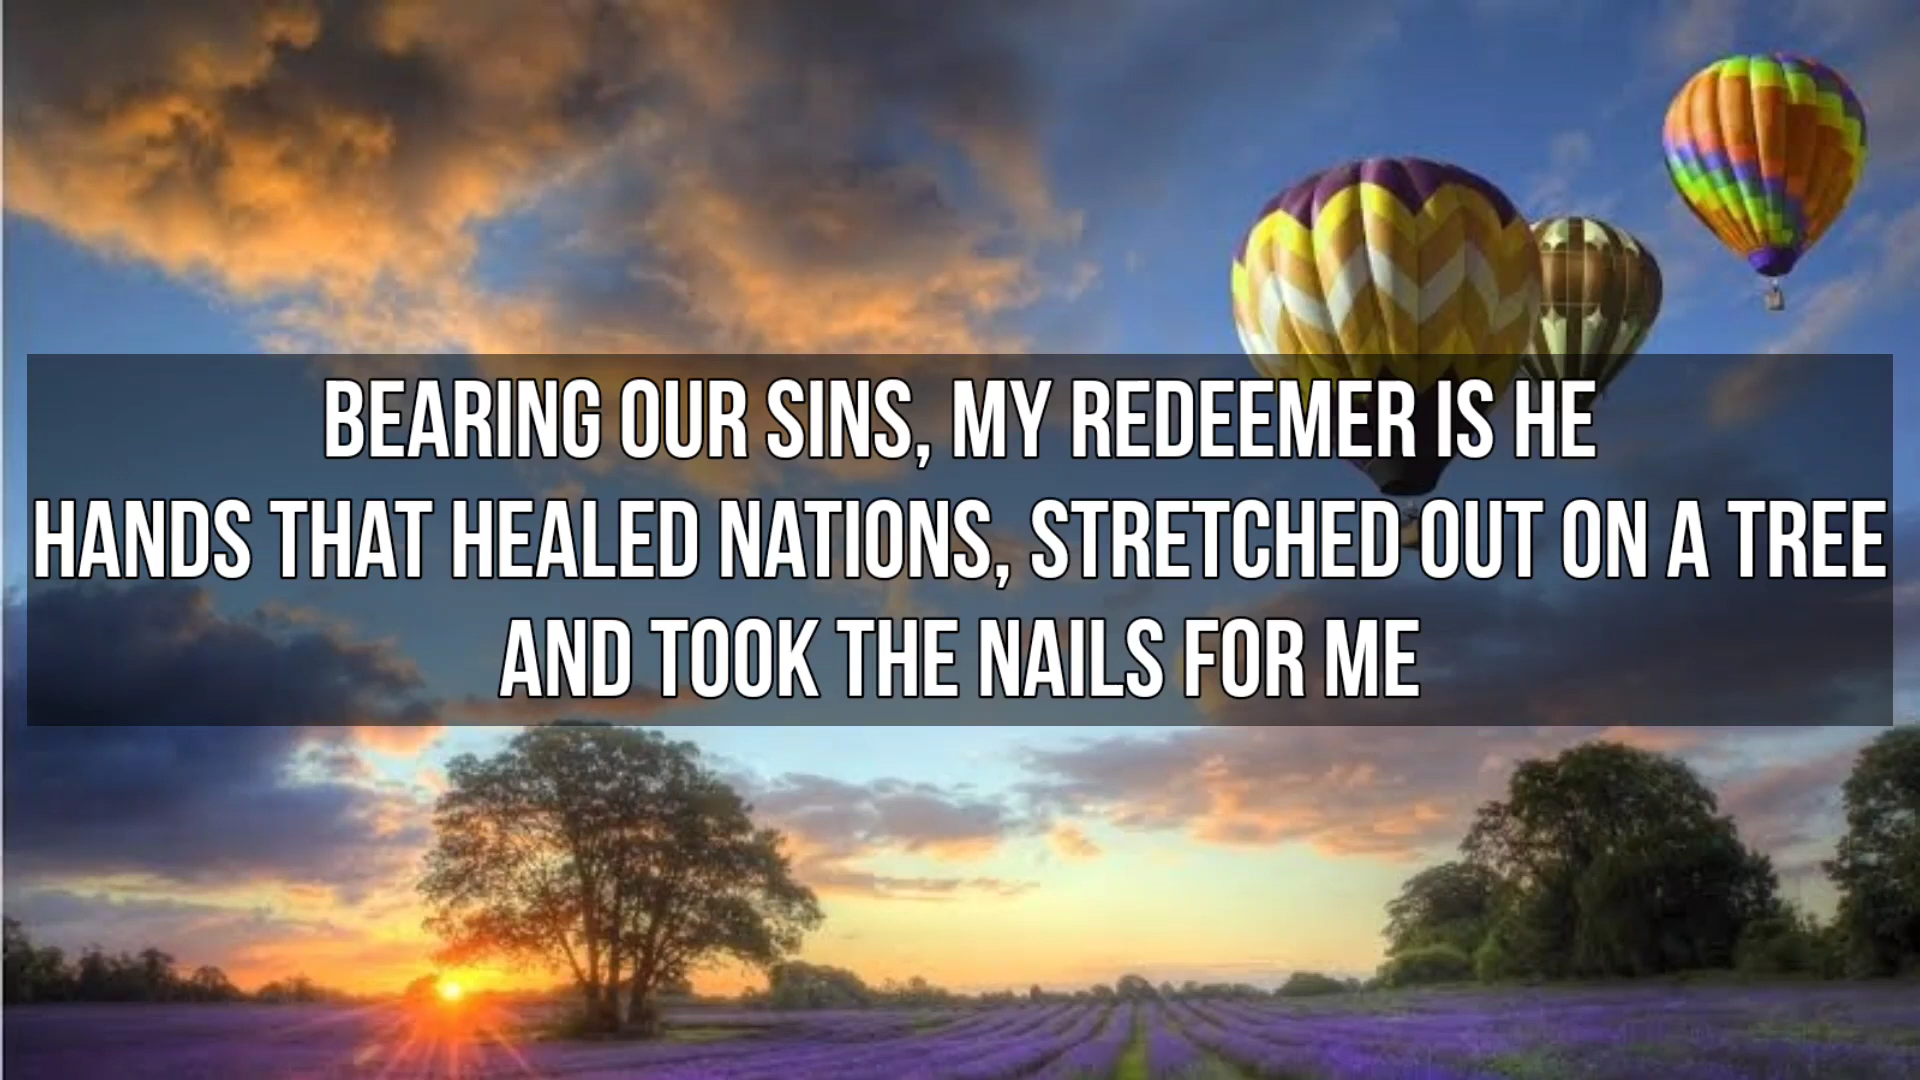 BEARING OUR SINS, MY REDEEMER IS HE
HANDS THAT HEALED NATIONS, STRETCHED OUT ON A TREE
AND TOOK THE NAILS FOR ME